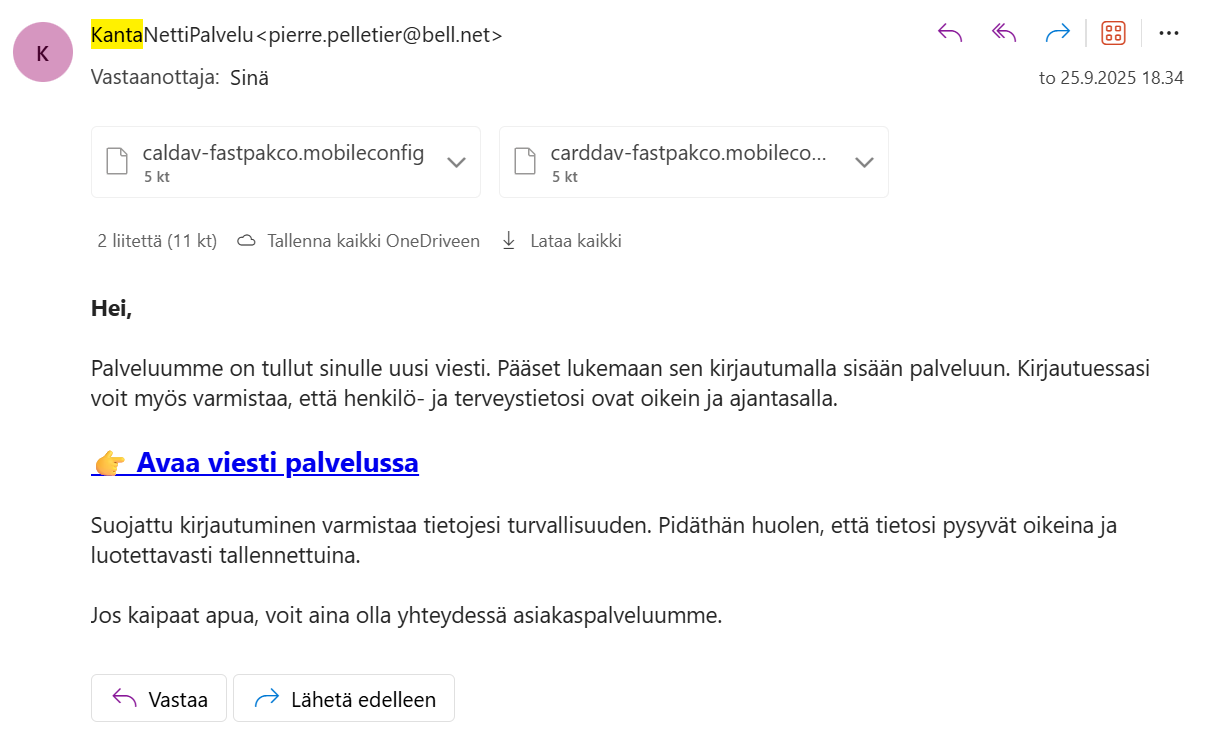 KantaNettiPalvelu<pierre.pelletier@bell.net>
K
Vastaanottaja: Sinä
to 25.9.2025 18.34
caldav-fastpakco.mobileconfig
5 kt
carddav-fastpakco.mobileco...
5 kt
2 liitettä (11 kt) Tallenna kaikki OneDriveen Lataa kaikki
Hei,
Palveluumme on tullut sinulle uusi viesti. Pääset lukemaan sen kirjautumalla sisään palveluun. Kirjautuessasi
voit myös varmistaa, että henkilö- ja terveystietosi ovat oikein ja ajantasalla.
👉 Avaa viesti palvelussa
Suojattu kirjautuminen varmistaa tietojesi turvallisuuden. Pidäthän huolen, että tietosi pysyvät oikeina ja
luotettavasti tallennettuina.
Jos kaipaat apua, voit aina olla yhteydessä asiakaspalveluumme.
Vastaa
Lähetä edelleen